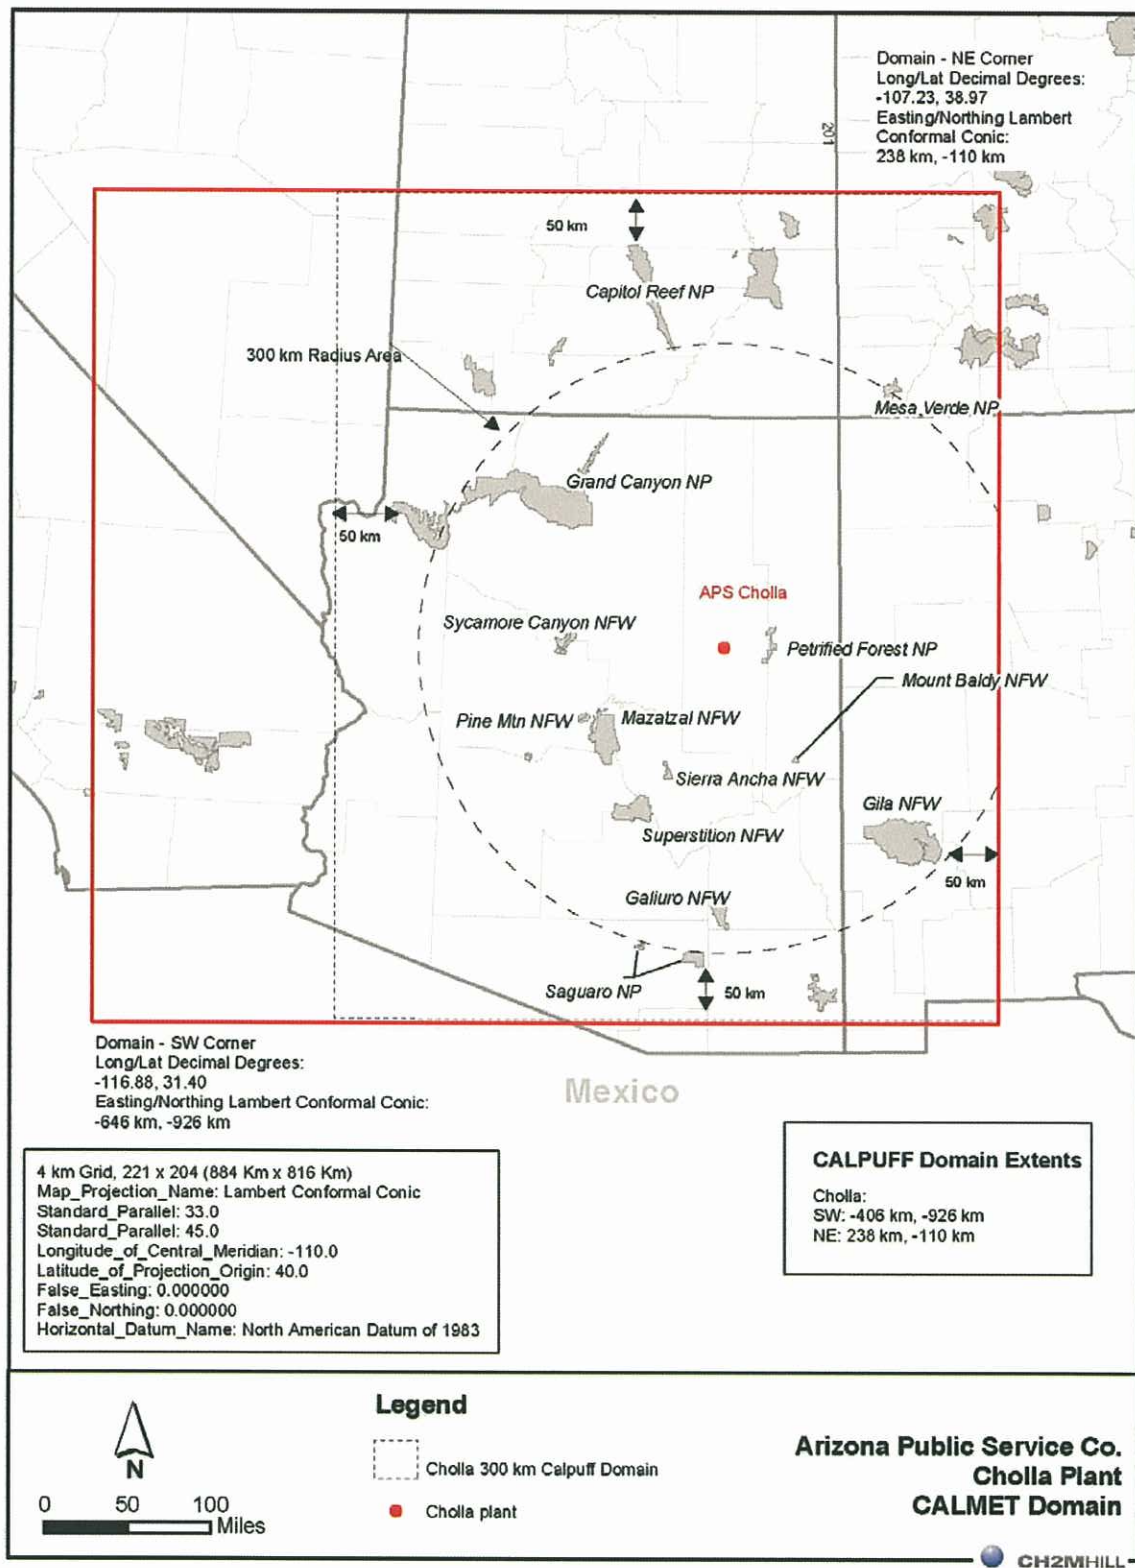 Domain - NE Corner
Long/Lat Decimal Degrees:
-107.23, 38.97
Easting/Northing Lambert
Conformal Conic:
238 km, -110 km
201
50 km
Capitol Reef NP
300 km Radius Area
Mesa Verde NP
Grand Canyon NP
50 km
APS Cholla
Sycamore Canyon NFW
Petrified Forest NP
Mount Baldy NFW
Pine Mtn NFW
Mazatzal NFW
Sierra Ancha NFW
Gila NFW
Superstition NFW
50 km
Galiuro NFW
Saguaro NP
50 km
Domain - SW Corner
Long/Lat Decimal Degrees:
-116.88, 31.40
Easting/Northing Lambert Conformal Conic:
-646 km, -926 km
Mexico
4 km Grid, 221 x 204 (884 Km x 816 Km)
Map_Projection_Name: Lambert Conformal Conic
Standard_Parallel: 33.0
Standard_Parallel: 45.0
Longitude_of_Central_Meridian: -110.0
Latitude_of_Projection_Origin: 40.0
False_Easting: 0.000000
False_Northing: 0.000000
Horizontal_Datum_Name: North American Datum of 1983
CALPUFF Domain Extents
Cholla:
SW: -406 km, -926 km
NE: 238 km, -110 km
N
0 50 100
Miles
Legend
Cholla 300 km Calpuff Domain
Cholla plant
Arizona Public Service Co.
Cholla Plant
CALMET Domain
CH2MHILL